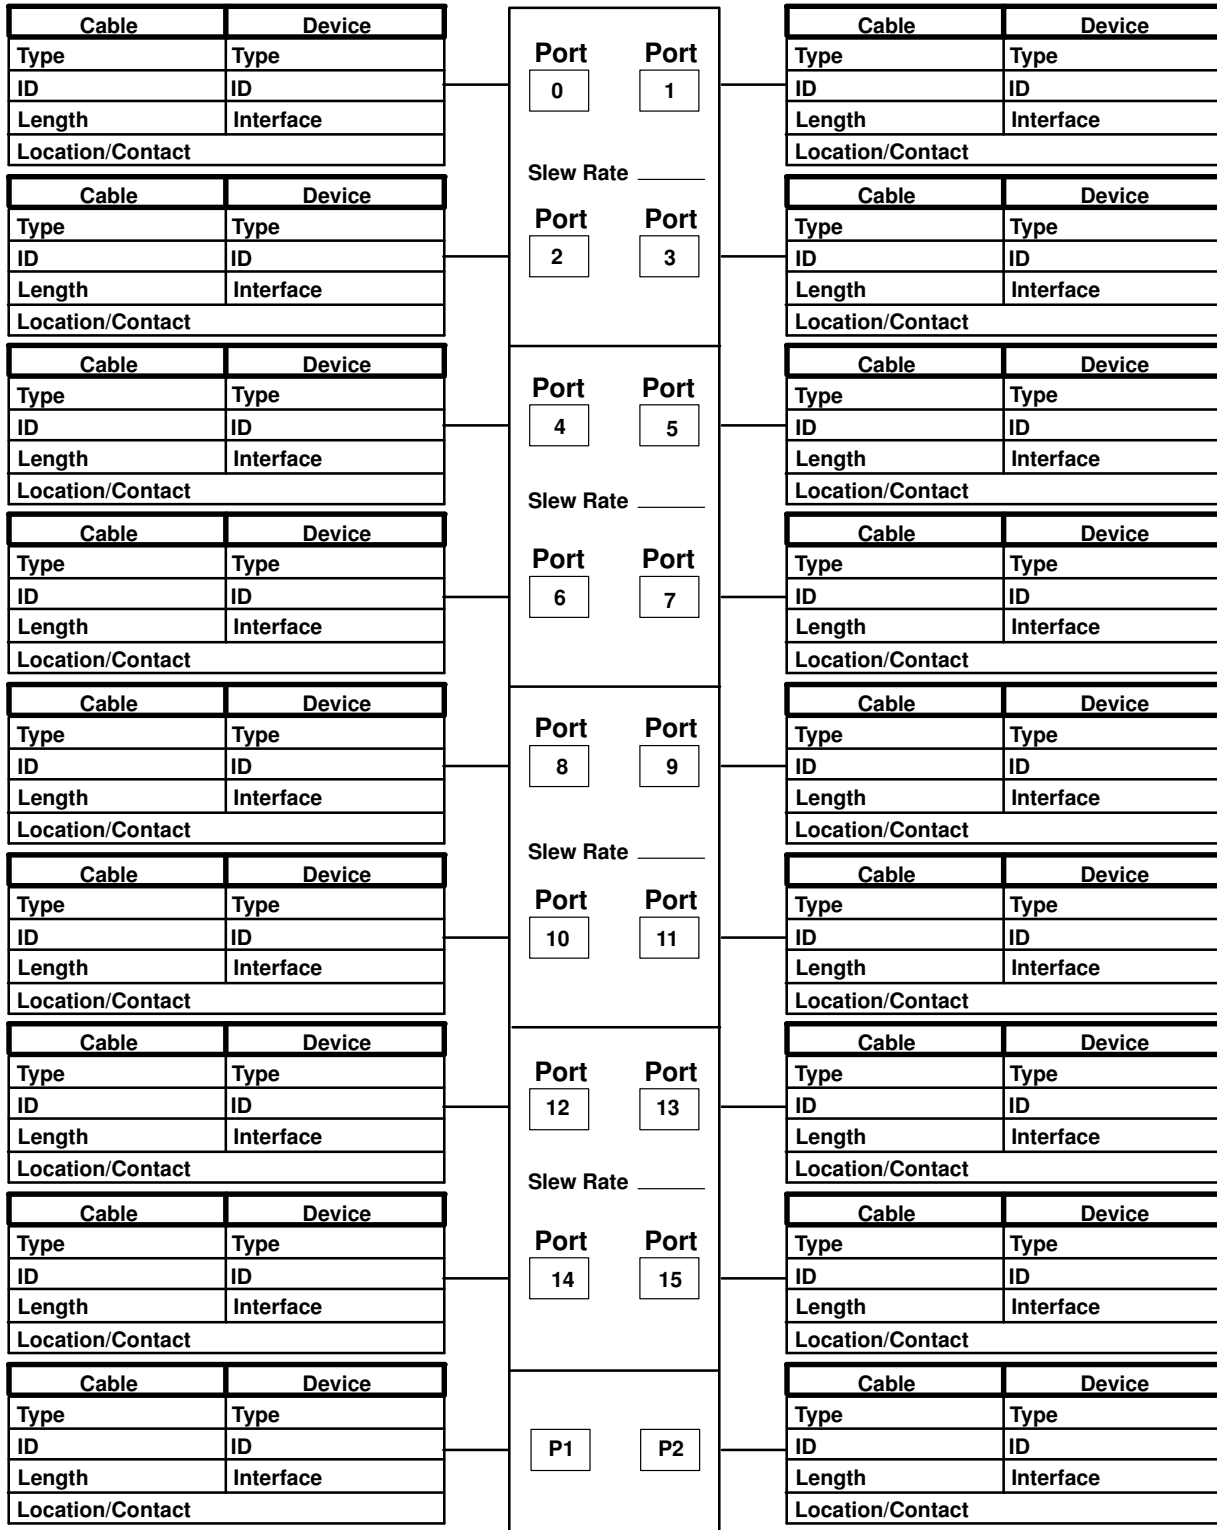 Cable Device Cable Device
Type Type Port Port Type Type
ID ID 0 1 ID ID
Length Interface Length Interface
Location/Contact Location/Contact
Slew Rate ______
Cable Device Cable Device
Type Type Port Port Type Type
ID ID 2 3 ID ID
Length Interface Length Interface
Location/Contact Location/Contact
Cable Device Cable Device
Type Type Port Port Type Type
ID ID 4 5 ID ID
Length Interface Length Interface
Location/Contact Location/Contact
Slew Rate ______
Cable Device Cable Device
Type Type Port Port Type Type
ID ID 6 7 ID ID
Length Interface Length Interface
Location/Contact Location/Contact
Cable Device Cable Device
Type Type Port Port Type Type
ID ID 8 9 ID ID
Length Interface Length Interface
Location/Contact Location/Contact
Slew Rate ______
Cable Device Cable Device
Type Type Port Port Type Type
ID ID 10 11 ID ID
Length Interface Length Interface
Location/Contact Location/Contact
Cable Device Cable Device
Type Type Port Port Type Type
ID ID 12 13 ID ID
Length Interface Length Interface
Location/Contact Location/Contact
Slew Rate ______
Cable Device Cable Device
Type Type Port Port Type Type
ID ID 14 15 ID ID
Length Interface Length Interface
Location/Contact Location/Contact
Cable Device Cable Device
Type Type Type Type
ID ID P1 P2 ID ID
Length Interface Length Interface
Location/Contact Location/Contact